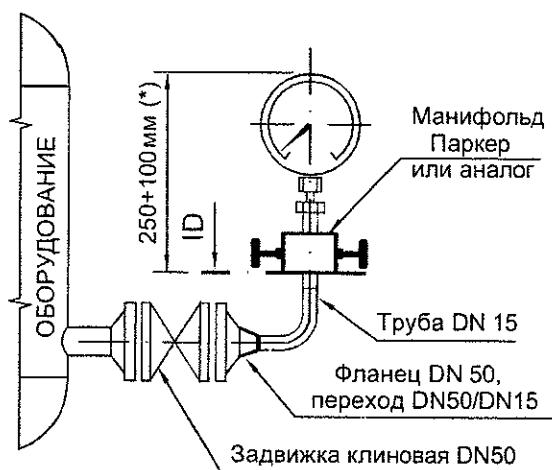 ОБОРУДОВАНИЕ
250+100мм (*)
ID
Манифольд
Паркер
или аналог
Труба DN 15
Фланец DN 50,
переход DN50/DN15
Задвижка клиновая DN50